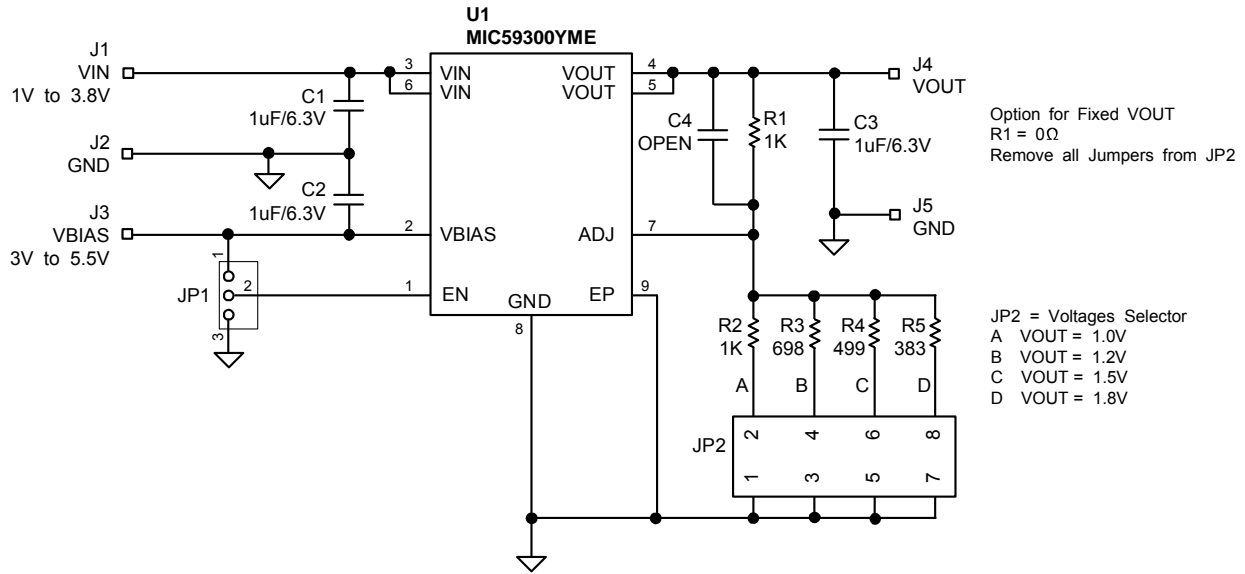 U1
MIC59300YME
J1
VIN
1V to 3.8V
C1
1uF/6.3V
J2
GND
C2
1uF/6.3V
J3
VBIAS
3V to 5.5V
1
2
3
JP1
3 VIN
6 VIN
2 VBIAS
1 EN
GND
8
VOUT 4
VOUT 5
ADJ 7
EP 9
C4
OPEN
R1
1K
C3
1uF/6.3V
J4
VOUT
J5
GND
Option for Fixed VOUT
R1 = 0Ω
Remove all Jumpers from JP2
R2
1K
R3
698
R4
499
R5
383
A B C D
JP2
2 4 6 8
1 3 5 7
JP2 = Voltages Selector
A VOUT = 1.0V
B VOUT = 1.2V
C VOUT = 1.5V
D VOUT = 1.8V